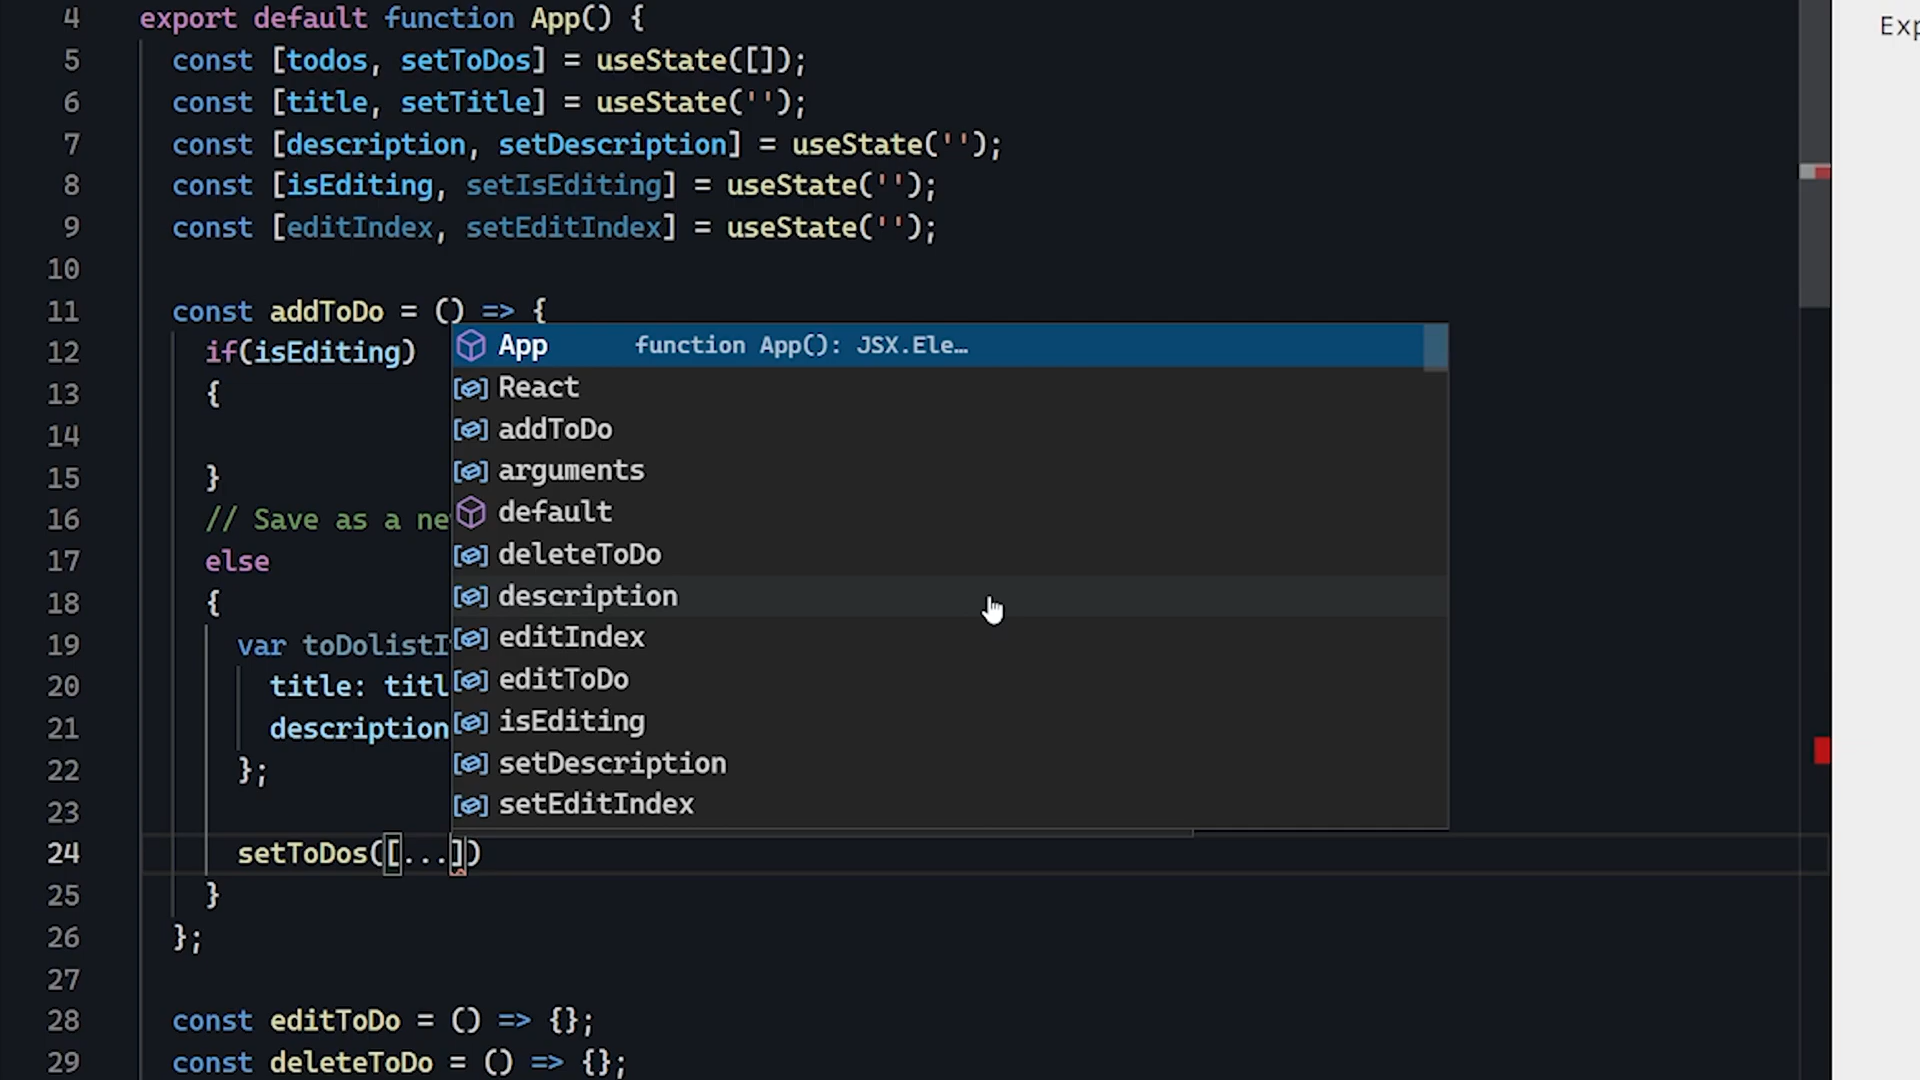 4 export default function App() {
5 const [todos, setToDos] = useState([]);
6 const [title, setTitle] = useState('');
7 const [description, setDescription] = useState('');
8 const [isEditing, setIsEditing] = useState('');
9 const [editIndex, setEditIndex] = useState('');
10
11 const addToDo = () => {
12 if(isEditing)
13 {
14
15 }
16 // Save as a ne
17 else
18 {
19 var toDolistI
20 title: titl
21 description
22 };
23
24 setToDos([...])
25 }
26 };
27
28 const editToDo = () => {};
29 const deleteToDo = () => {};
App function App(): JSX.Ele…
React
addToDo
arguments
default
deleteToDo
description
editIndex
editToDo
isEditing
setDescription
setEditIndex
Exp